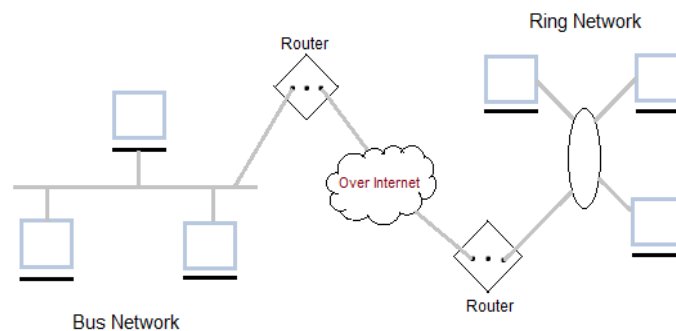 Ring Network
Router
Over Internet
Router
Bus Network